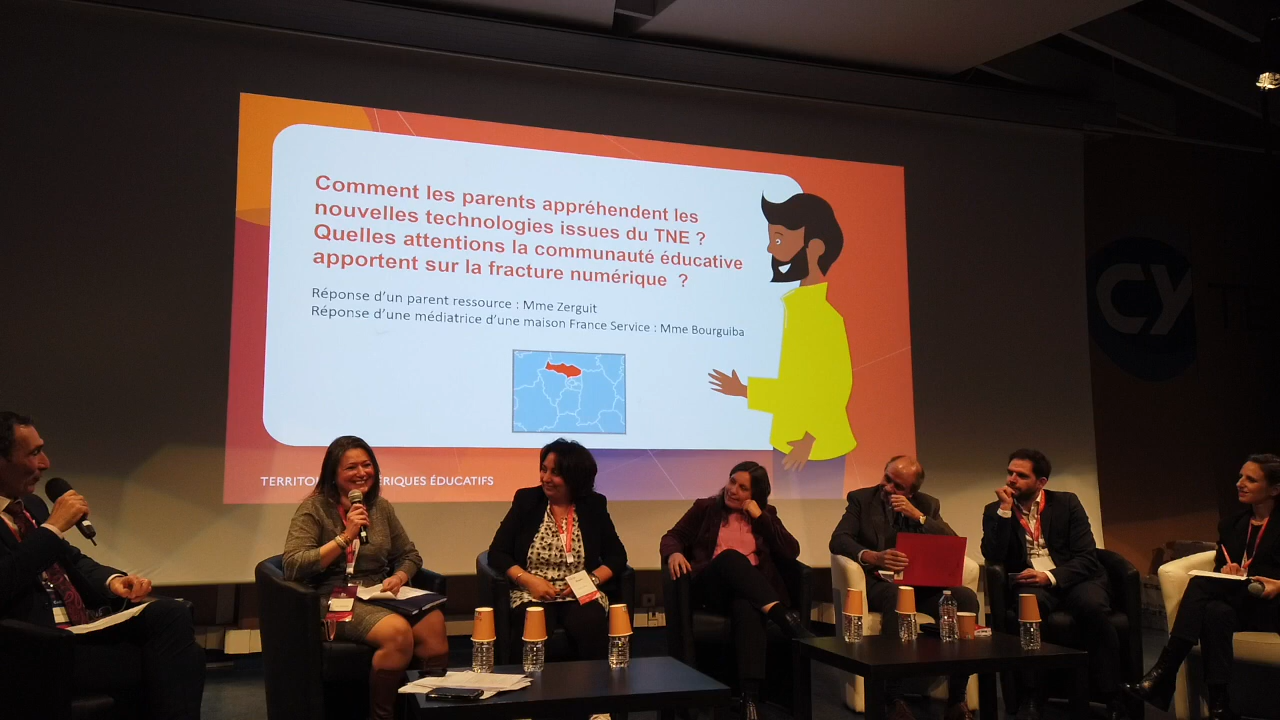 Comment les parents appréhendent les
nouvelles technologies issues du TNE ?
Quelles attentions la communauté éducative
apportent sur la fracture numérique ?
Réponse d'un parent ressource : Mme Zerguit
Réponse d'une médiatrice d'une maison France Service : Mme Bourguiba
CY
TERRITO
ÉRIQUES ÉDUCATIFS